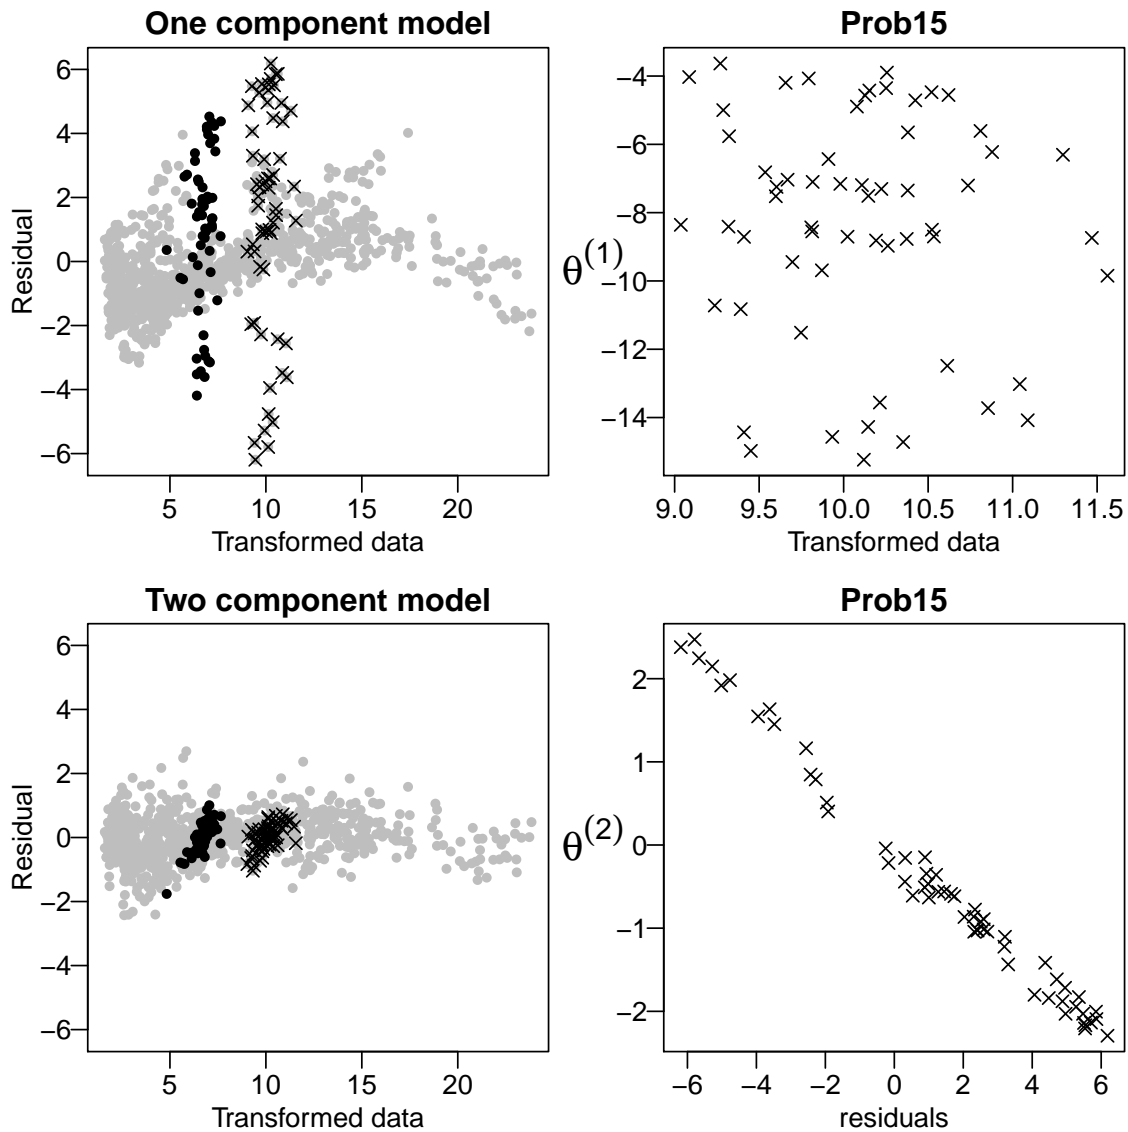 One component model
6
4
2
0
−2
−4
−6
Residual
5 10 15 20
Transformed data
Prob15
−4
−6
−8
−10
−12
−14
θ(1)
9.0 9.5 10.0 10.5 11.0 11.5
Transformed data
Two component model
6
4
2
0
−2
−4
−6
Residual
5 10 15 20
Transformed data
Prob15
2
1
0
−1
−2
θ(2)
−6 −4 −2 0 2 4 6
residuals